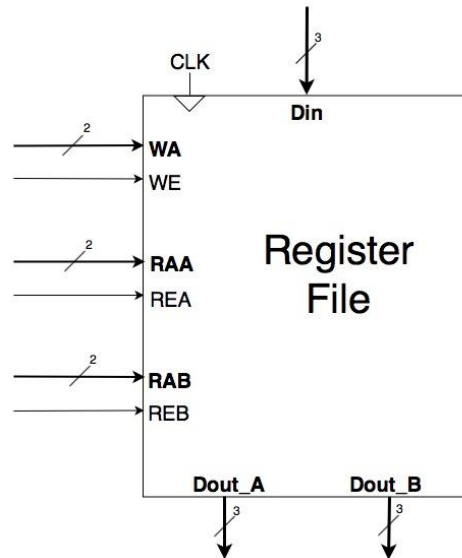 3
CLK
Din
2
WA
WE
Register
File
2
RAA
REA
2
RAB
REB
Dout_A
Dout_B
3
3